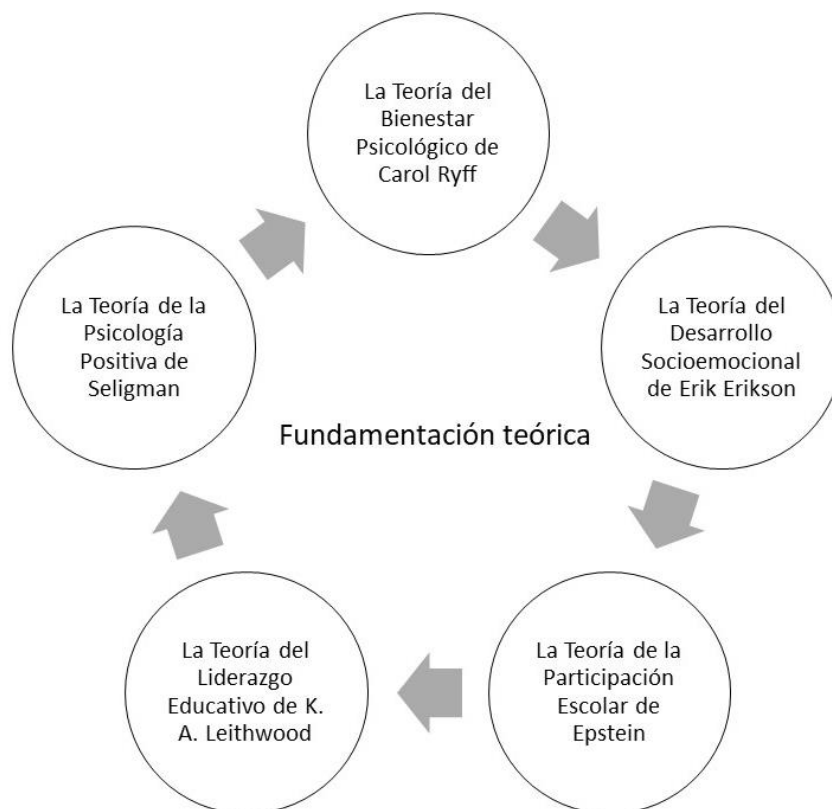 La Teoría del
Bienestar
Psicológico de
Carol Ryff
La Teoría del
Desarrollo
Socioemocional
de Erik Erikson
La Teoría de la
Participación
Escolar de
Epstein
La Teoría del
Liderazgo
Educativo de K.
A. Leithwood
La Teoría de la
Psicología
Positiva de
Seligman
Fundamentación teórica